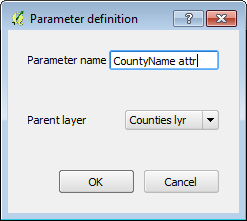 Parameter definition
Parameter name CountyName attr
Parent layer Counties lyr
OK Cancel